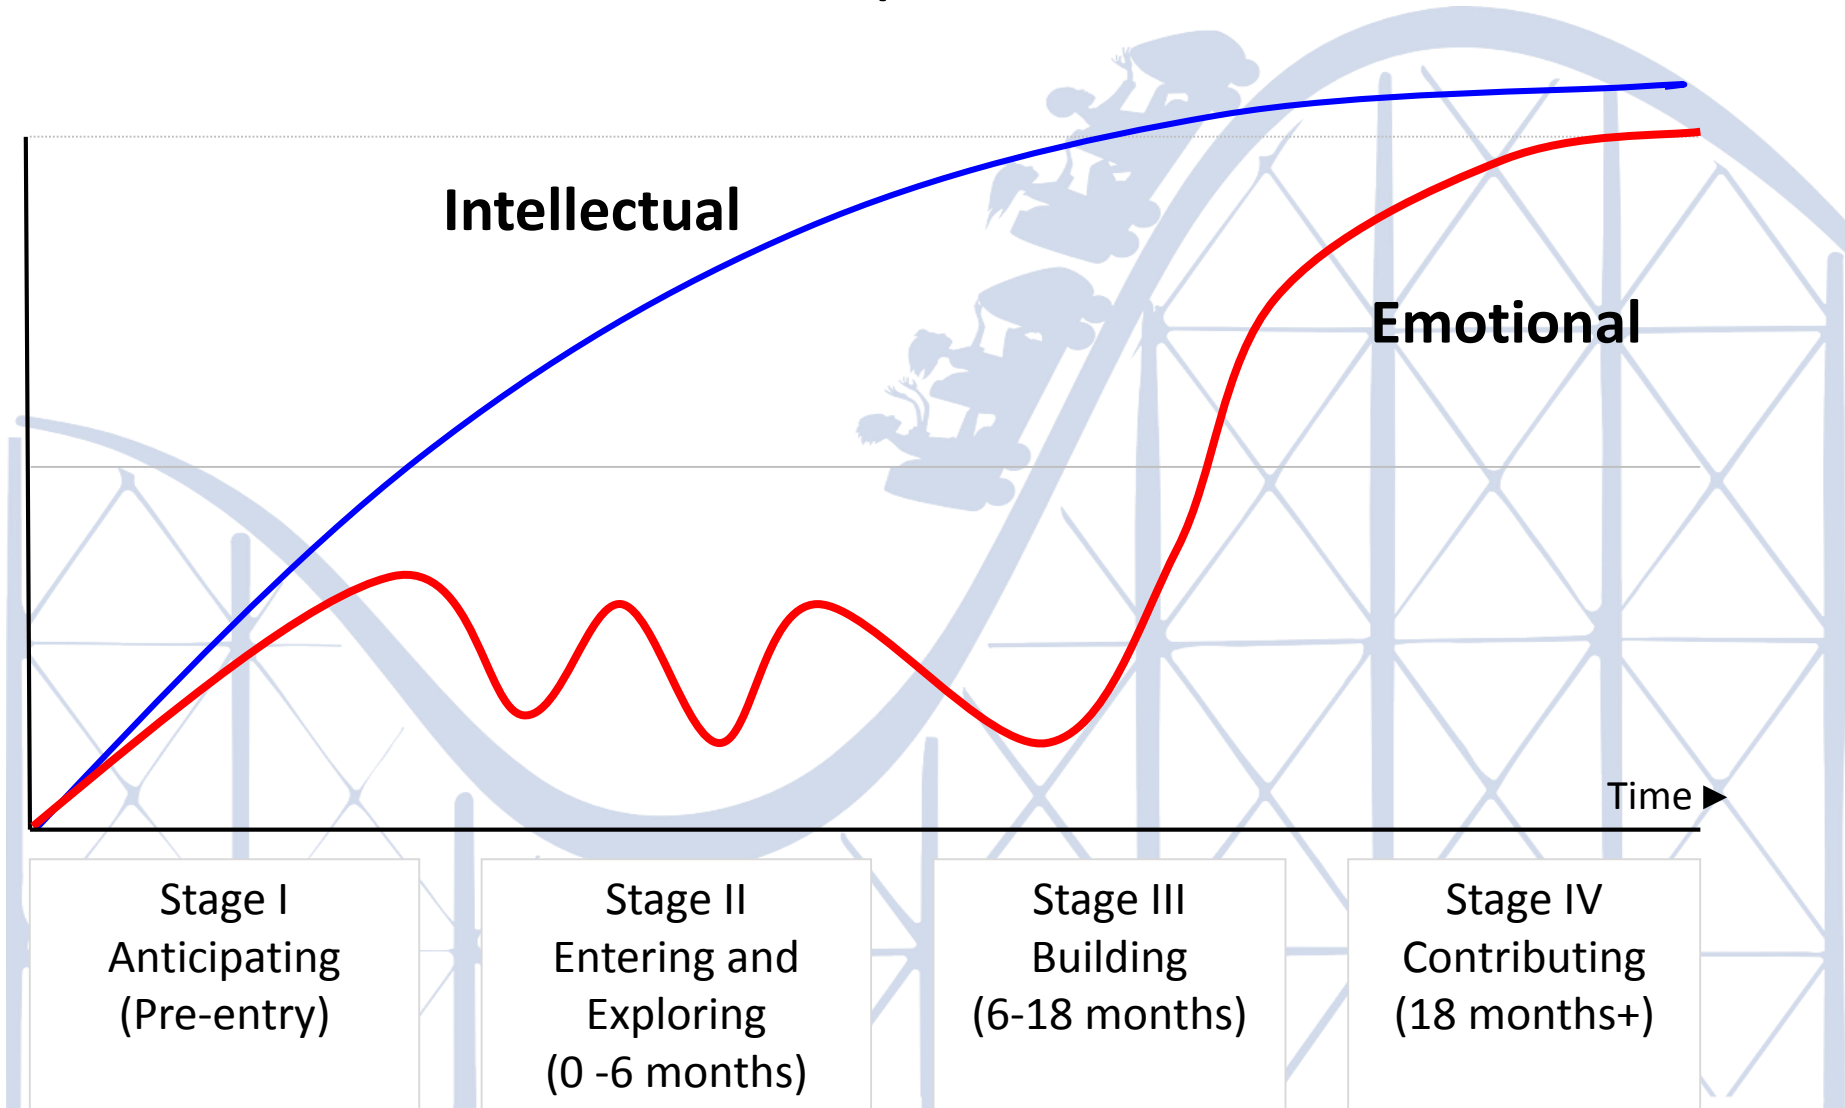 Intellectual
Emotional
Time ►
Stage I
Anticipating
(Pre-entry)
Stage II
Entering and
Exploring
(0 -6 months)
Stage III
Building
(6-18 months)
Stage IV
Contributing
(18 months+)